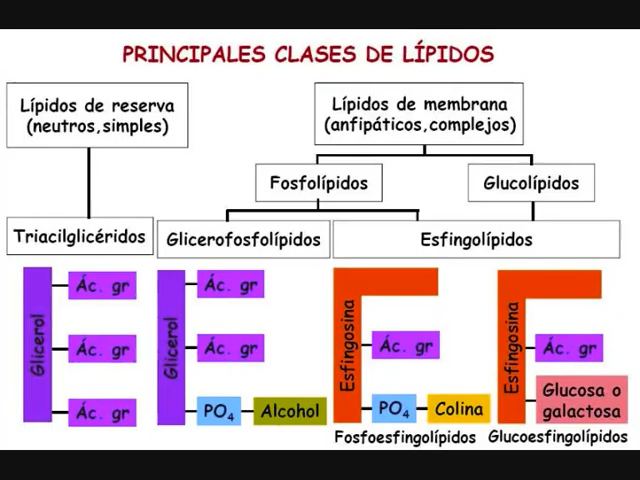 PRINCIPALES CLASES DE LÍPIDOS
Lípidos de reserva
(neutros,simples)
Lípidos de membrana
(anfipáticos,complejos)
Fosfolípidos
Glucolípidos
Triacilglicéridos
Glicerofosfolípidos
Esfingolípidos
Glicerol
Ác. gr
Ác. gr
Ác. gr
Glicerol
Ác. gr
Ác. gr
PO4
Alcohol
Esfingosina
Ác. gr
PO4
Colina
Fosfoesfingolípidos
Esfingosina
Ác. gr
Glucosa o
galactosa
Glucoesfingolípidos